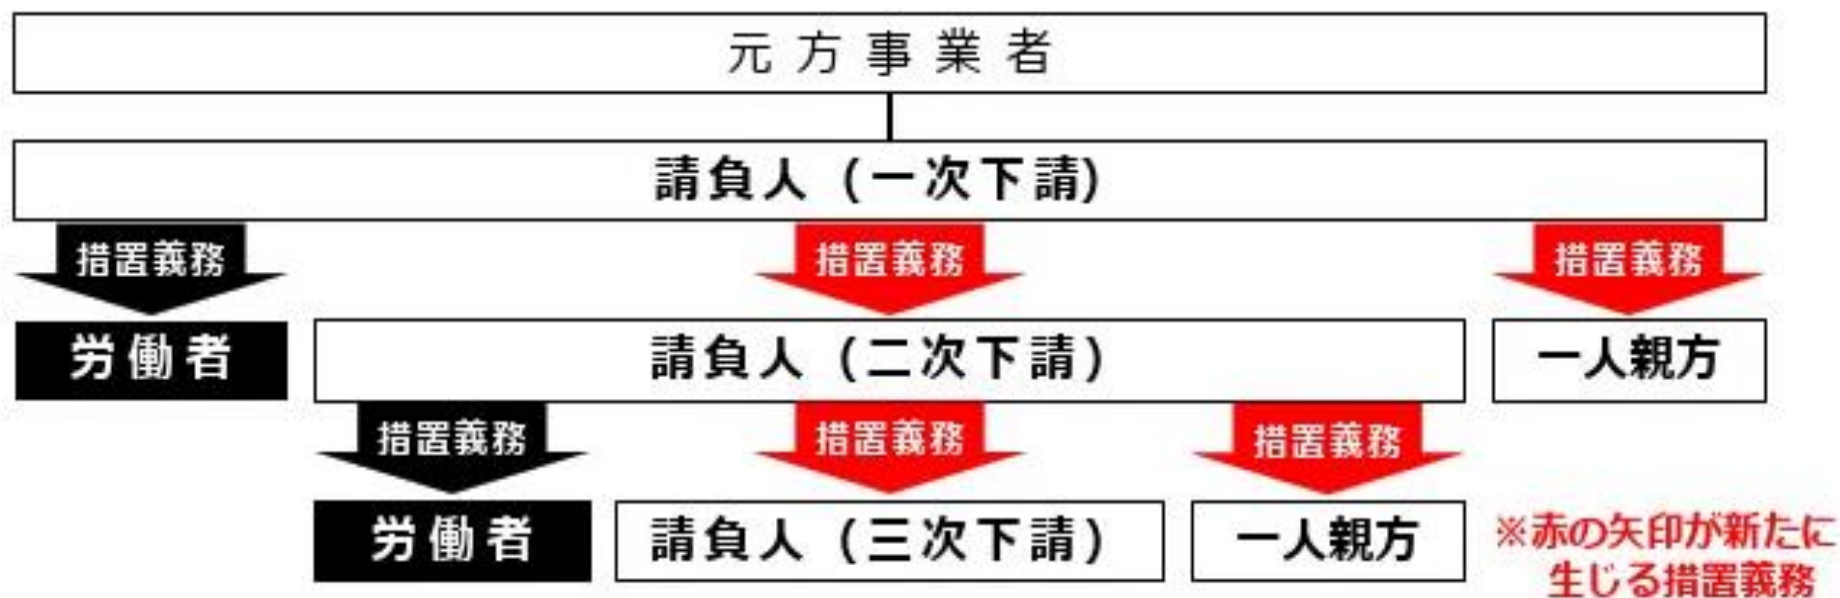 元方事業者
請負人(一次下請)
措置義務
措置義務
措置義務
労働者
請負人(二次下請)
一人親方
措置義務
措置義務
措置義務
労働者
請負人(三次下請)
一人親方
※赤の矢印が新たに
生じる措置義務